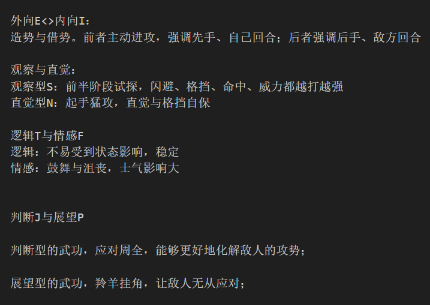 外向E<>内向I：
造势与借势。前者主动进攻，强调先手、自己回合；后者强调后手、敌方回合
观察与直觉：
观察型S：前半阶段试探，闪避、格挡、命中、威力都越打越强
直觉型N：起手猛攻，直觉与格挡自保
逻辑T与情感F
逻辑：不易受到状态影响，稳定
情感：鼓舞与沮丧，士气影响大
判断J与展望P
判断型的武功，应对周全，能够更好地化解敌人的攻势；
展望型的武功，羚羊挂角，让敌人无从应对；